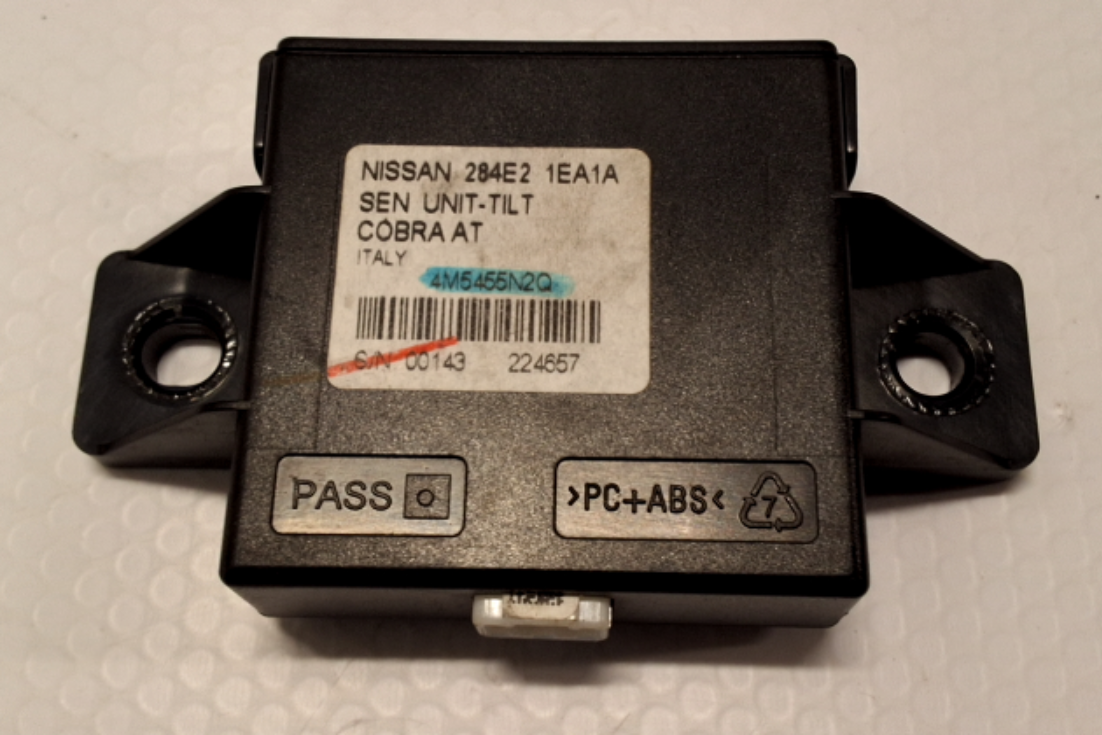 NISSAN 284E2 1EA1A
SEN UNIT-TILT
COBRA AT
ITALY
4M5455N2Q
S/N 00143 224657
PASS
>PC+ABS< 7